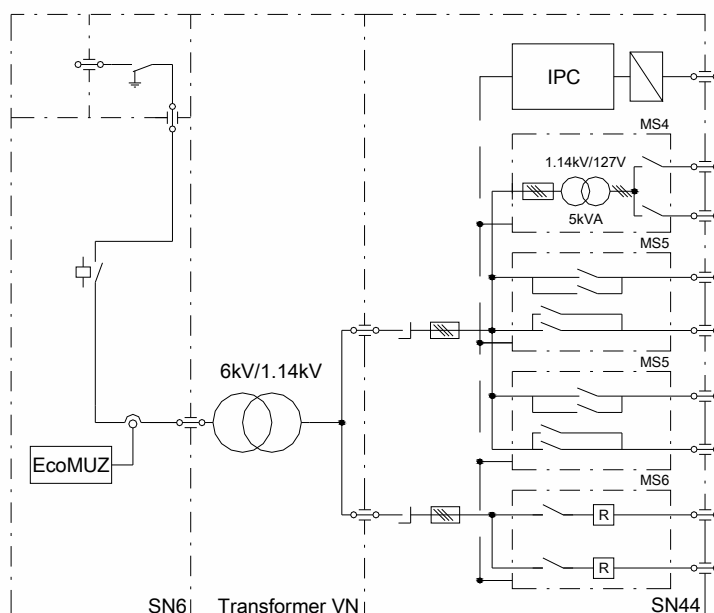 IPC
MS4
1.14kV/127V
5kVA
MS5
6kV/1.14kV
MS5
EcoMUZ
MS6
R
R
SN6
Transformer VN
SN44